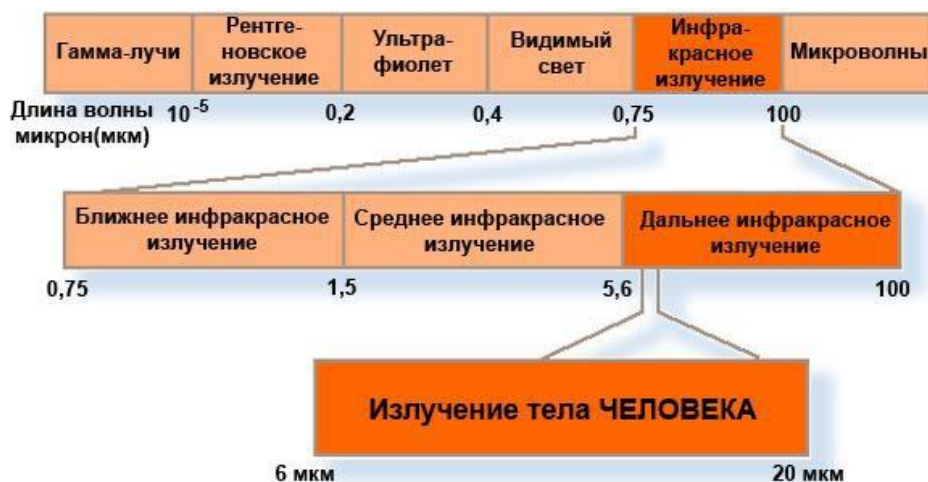 Гамма-лучи
Рентге-
новское
излучение
Ультра-
фиолет
Видимый
свет
Инфра-
красное
излучение
Микроволны
Длина волны
микрон(мкм)
10-5
0,2
0,4
0,75
100
Ближнее инфракрасное
излучение
Среднее инфракрасное
излучение
Дальнее инфракрасное
излучение
0,75
1,5
5,6
100
Излучение тела ЧЕЛОВЕКА
6 мкм
20 мкм